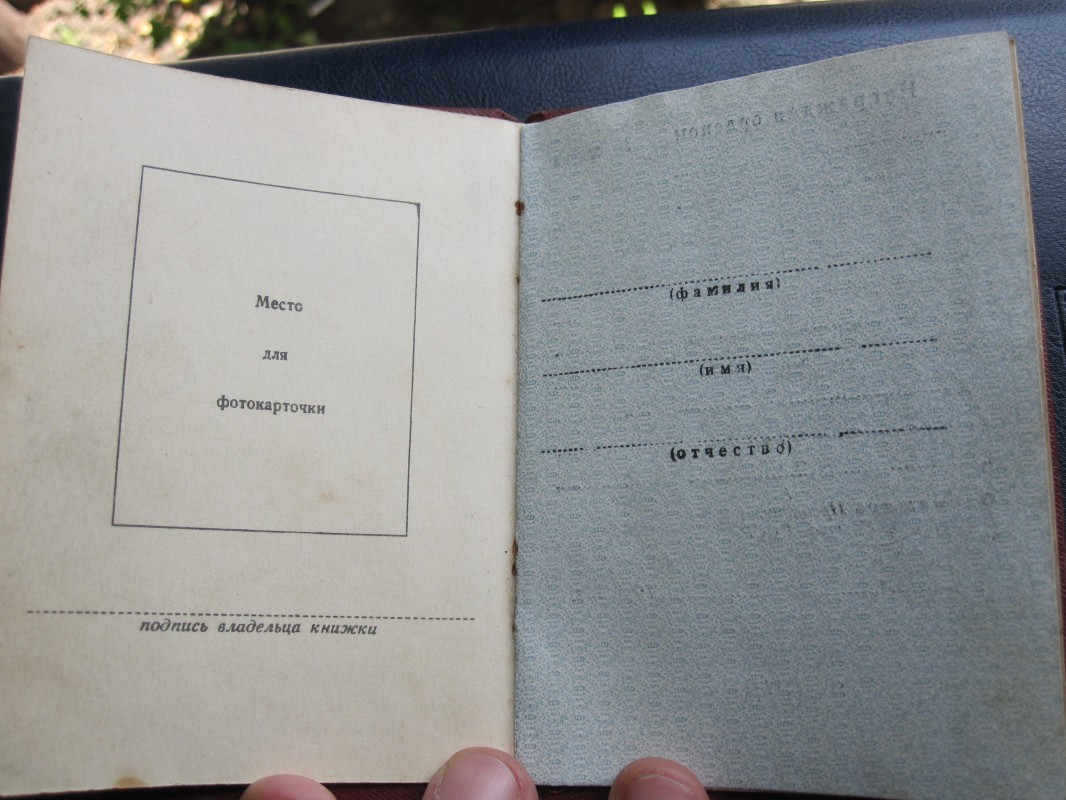 Место
для
фотокарточки
подпись владельца книжки
(фамилия)
(имя)
(отчество)